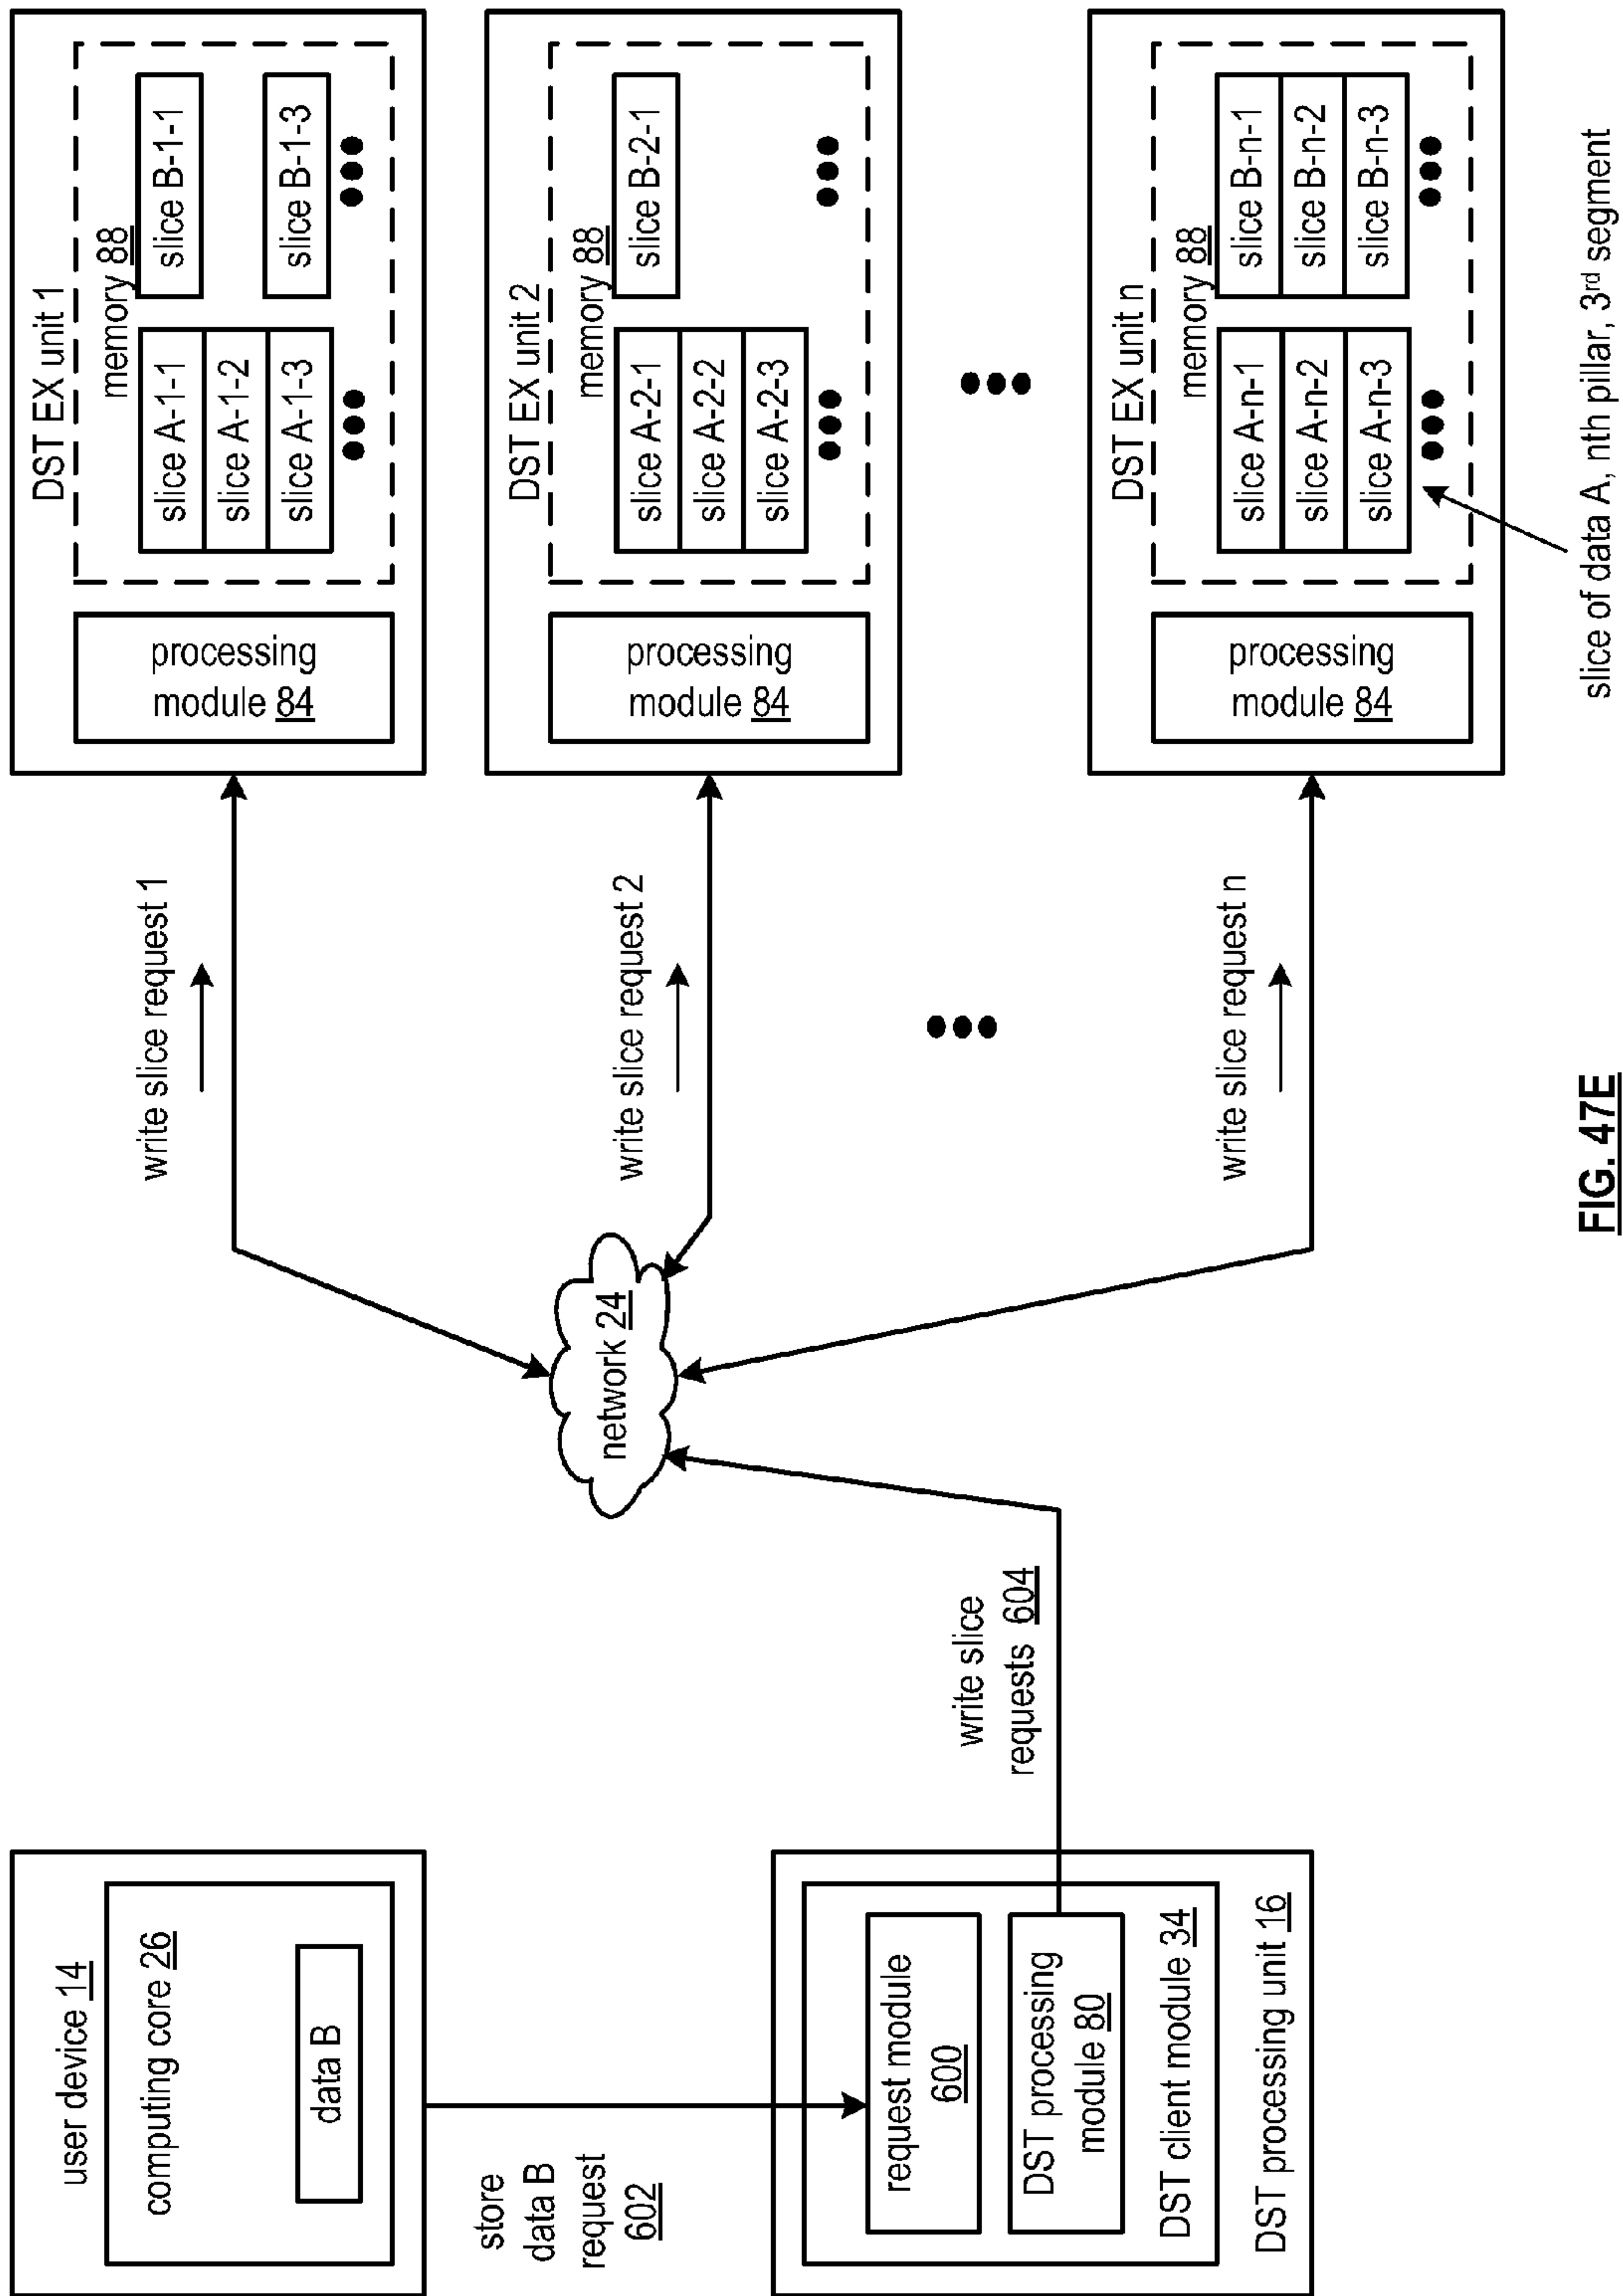 user device 14
computing core 26
data B
store
data B
request
602
request module
600
DST processing
module 80
DST client module 34
DST processing unit 16
write slice
requests 604
network 24
write slice request 1
write slice request 2
write slice request n
DST EX unit 1
processing
module 84
memory 88
slice A-1-1
slice A-1-2
slice A-1-3
slice B-1-1
slice B-1-3
DST EX unit 2
processing
module 84
memory 88
slice A-2-1
slice A-2-2
slice A-2-3
slice B-2-1
DST EX unit n
processing
module 84
memory 88
slice A-n-1
slice A-n-2
slice A-n-3
slice B-n-1
slice B-n-2
slice B-n-3
slice of data A, nth pillar, 3rd segment
FIG. 47E